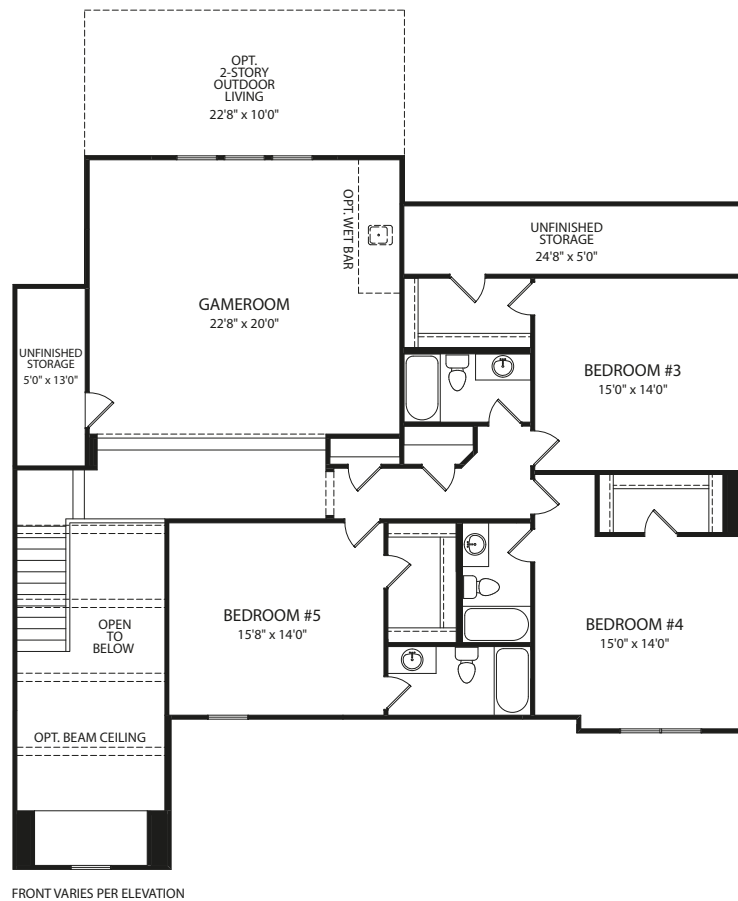 OPT.
2-STORY
OUTDOOR
LIVING
22'8" x 10'0"
OPT. WET BAR
UNFINISHED
STORAGE
24'8" x 5'0"
GAMEROOM
22'8" x 20'0"
UNFINISHED
STORAGE
5'0" x 13'0"
BEDROOM #3
15'0" x 14'0"
BEDROOM #5
15'8" x 14'0"
OPEN
TO
BELOW
BEDROOM #4
15'0" x 14'0"
OPT. BEAM CEILING
FRONT VARIES PER ELEVATION